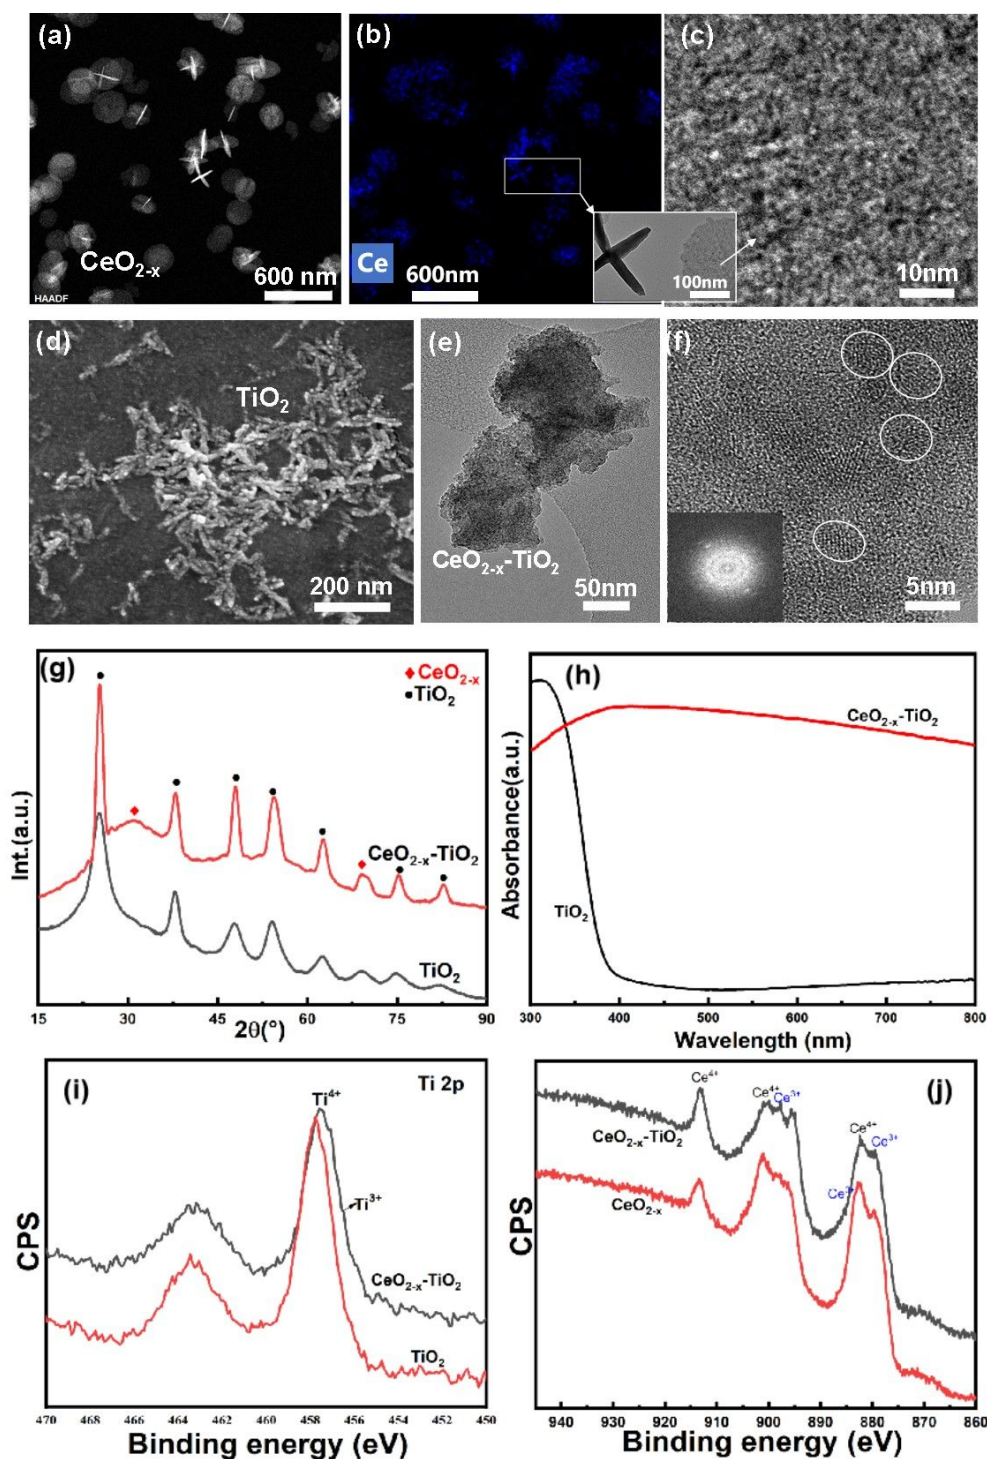 (a)
CeO2-x
600 nm
HAADF
(b)
Ce
600nm
100nm
(c)
10nm
(d)
TiO2
200 nm
(e)
CeO2-x-TiO2
50nm
(f)
5nm
(g)
CeO2-x
TiO2
CeO2-x-TiO2
TiO2
Int.(a.u.)
15 30 45 60 75 90
2θ(°)
(h)
CeO2-x-TiO2
TiO2
Absorbance(a.u.)
300 400 500 600 700 800
Wavelength (nm)
(i)
Ti 2p
Ti4+
Ti3+
CeO2-x-TiO2
TiO2
CPS
470 468 466 464 462 460 458 456 454 452 450
Binding energy (eV)
(j)
Ce4+
Ce4+
Ce3+
Ce4+
Ce3+
CeO2-x-TiO2
Ce3+
CeO2-x
CPS
940 930 920 910 900 890 880 870 860
Binding energy (eV)